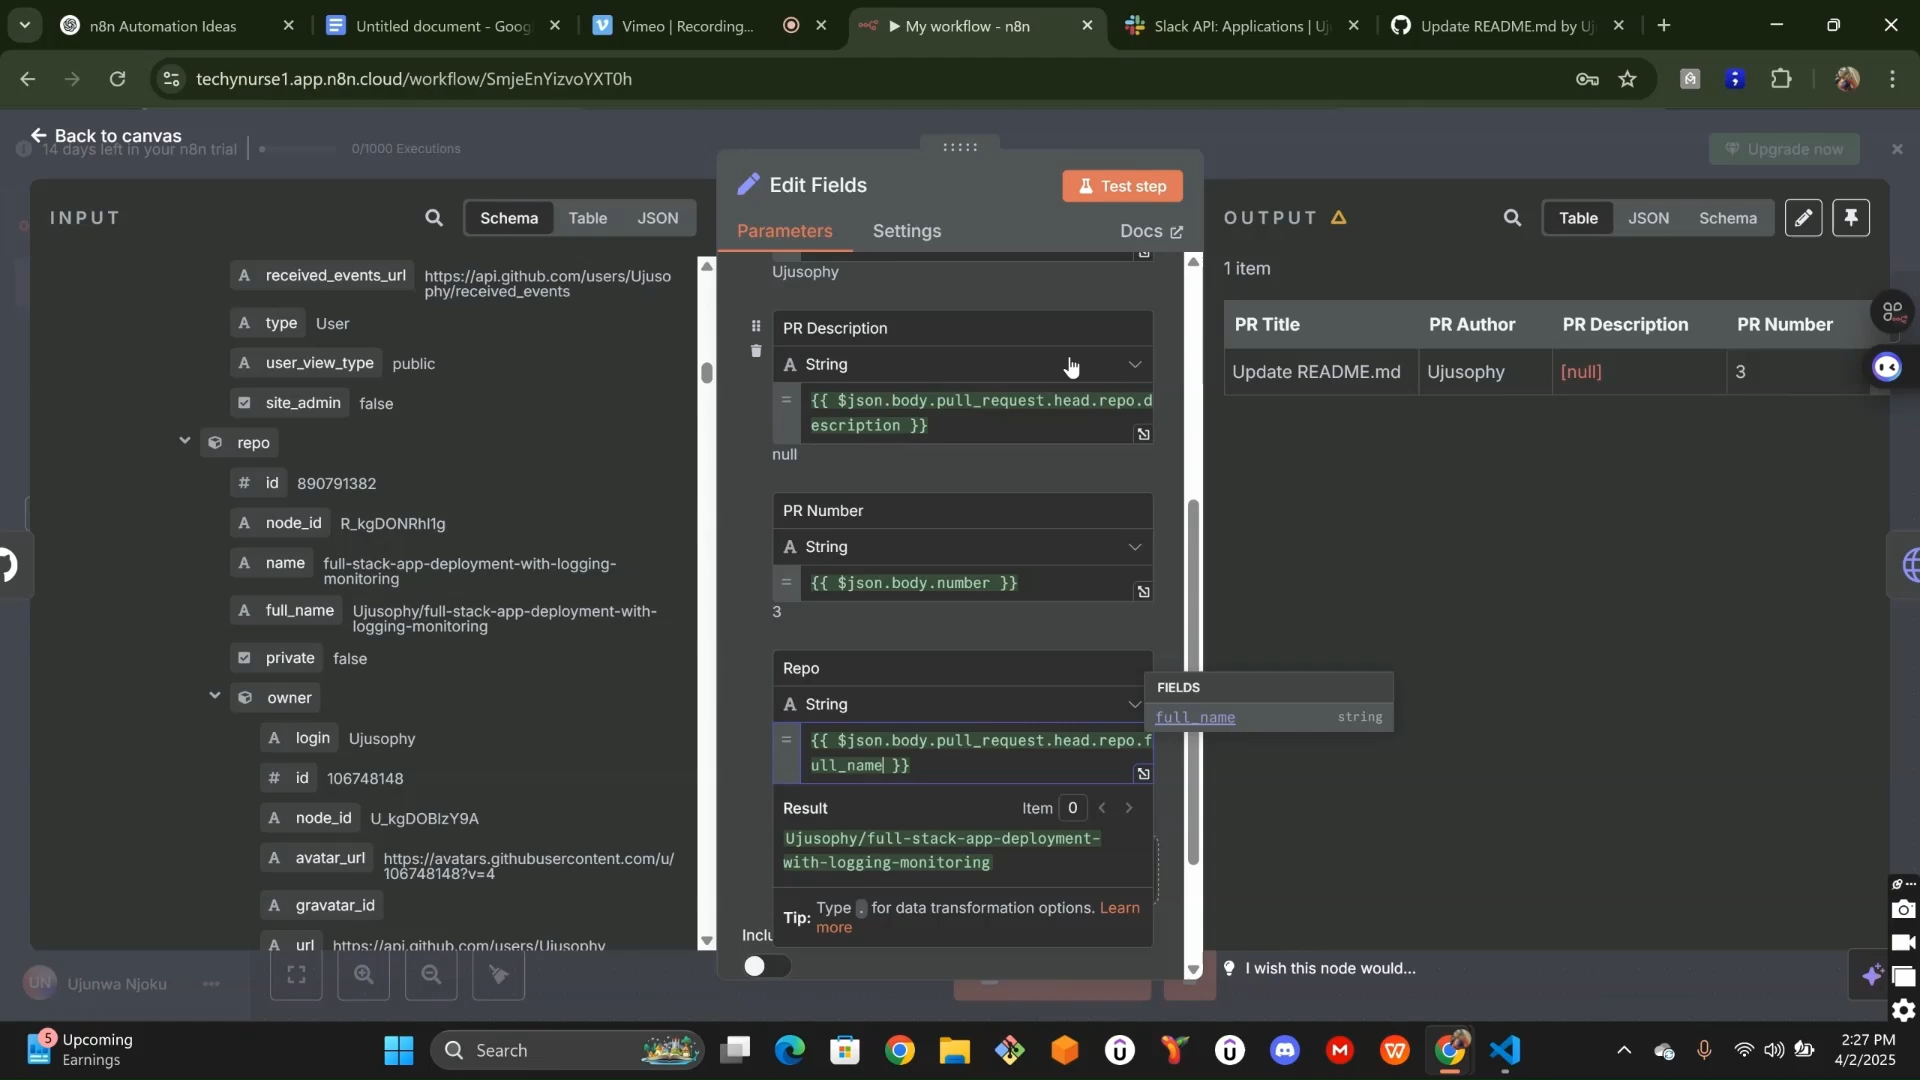 n8n Automation Ideas
Untitled document - Goog
Vimeo | Recording...
▶ My workflow - n8n
Slack API: Applications | Uj
Update README.md by Uj
techynurse1.app.n8n.cloud/workflow/SmjeEnYizvoYXT0h
Back to canvas
14 days left in your n8n trial
0/1000 Executions
Upgrade now
INPUT
Schema
Table
JSON
received_events_url
https://api.github.com/users/Ujuso
phy/received_events
A type User
A user_view_type public
site_admin false
repo
# id 890791382
A node_id R_kgDONRhl1g
A name full-stack-app-deployment-with-logging-
monitoring
A full_name Ujusophy/full-stack-app-deployment-with-
logging-monitoring
private false
owner
A login Ujusophy
# id 106748148
A node_id U_kgDOBlzY9A
A avatar_url https://avatars.githubusercontent.com/u/
106748148?v=4
A gravatar_id
A url https://api.github.com/users/Ujusophy
Edit Fields
Test step
Parameters
Settings
Docs
Ujusophy
PR Description
A String
= {{ $json.body.pull_request.head.repo.d
escription }}
null
PR Number
A String
= {{ $json.body.number }}
3
Repo
A String
= {{ $json.body.pull_request.head.repo.f
ull_name }}
Result
Item 0
Ujusophy/full-stack-app-deployment-
with-logging-monitoring
Tip: Type . for data transformation options. Learn
more
Inclu
FIELDS
full_name string
OUTPUT
Table
JSON
Schema
1 item
PR Title PR Author PR Description PR Number
Update README.md Ujusophy [null] 3
I wish this node would...
UN Ujunwa Njoku
5 Upcoming
Earnings
Search
2:27 PM
4/2/2025